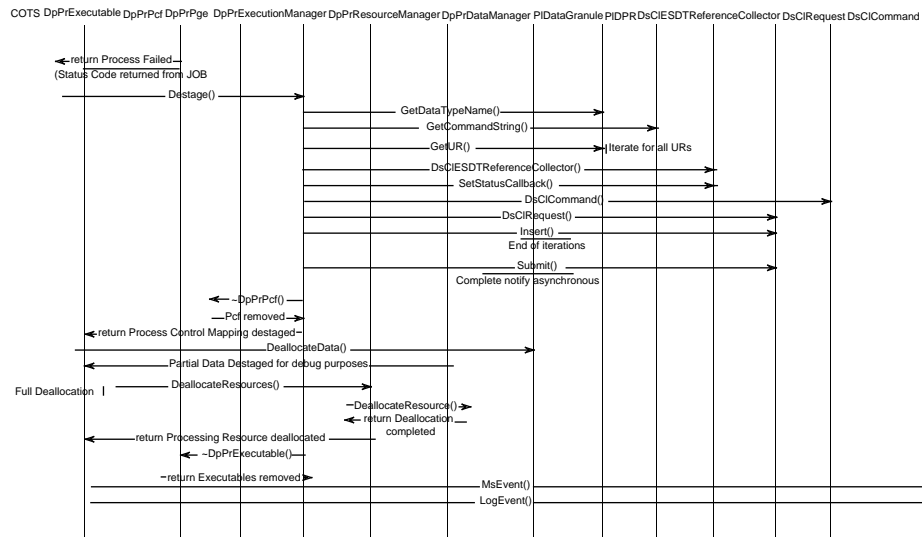 COTS DpPrExecutable DpPrPcf DpPrPge DpPrExecutionManager DpPrResourceManager DpPrDataManager PlDataGranule PlDPR DsClESDTReferenceCollector DsClRequest DsClCommand
return Process Failed
(Status Code returned from JOB
Destage()
GetDataTypeName()
GetCommandString()
GetUR()
Iterate for all URs
DsClESDTReferenceCollector()
SetStatusCallback()
DsClCommand()
DsClRequest()
Insert()
End of iterations
Submit()
Complete notify asynchronous
~DpPrPcf()
Pcf removed
return Process Control Mapping destaged
DeallocateData()
Partial Data Destaged for debug purposes
Full Deallocation
DeallocateResources()
DeallocateResource()
return Deallocation
completed
return Processing Resource deallocated
~DpPrExecutable()
return Executables removed
MsEvent()
LogEvent()